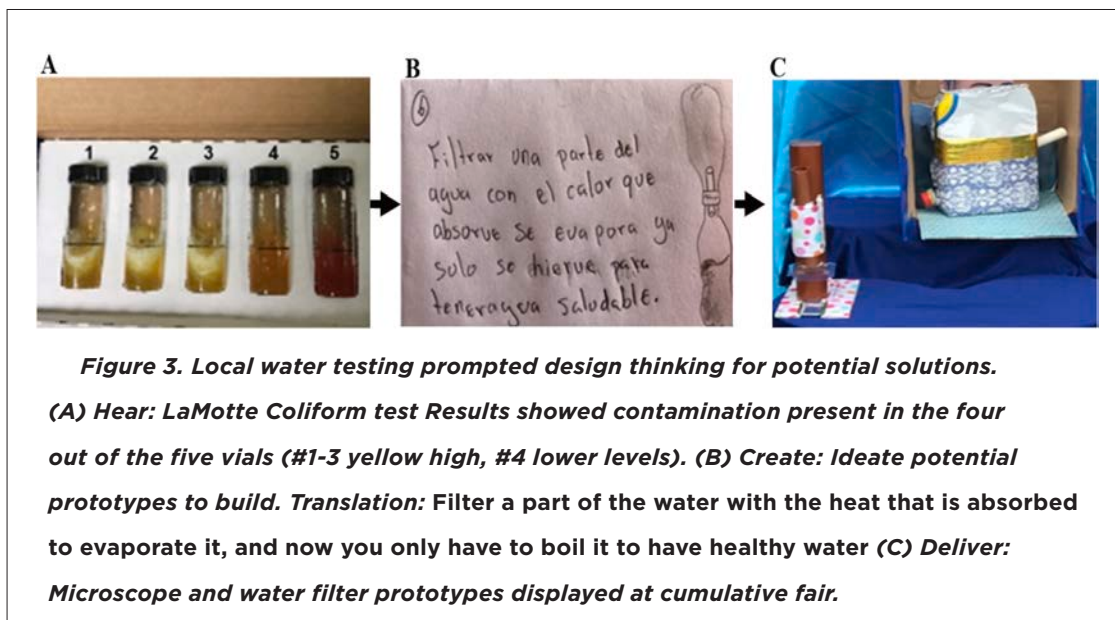 A
B
C
1 2 3 4 5
6
Filtrar una parte del
agua con el calor que
absorve se evapora ya
solo se hierve para
teneragua saludable.
Figure 3. Local water testing prompted design thinking for potential solutions.
(A) Hear: LaMotte Coliform test Results showed contamination present in the four
out of the five vials (#1-3 yellow high, #4 lower levels). (B) Create: Ideate potential
prototypes to build. Translation: Filter a part of the water with the heat that is absorbed
to evaporate it, and now you only have to boil it to have healthy water (C) Deliver:
Microscope and water filter prototypes displayed at cumulative fair.